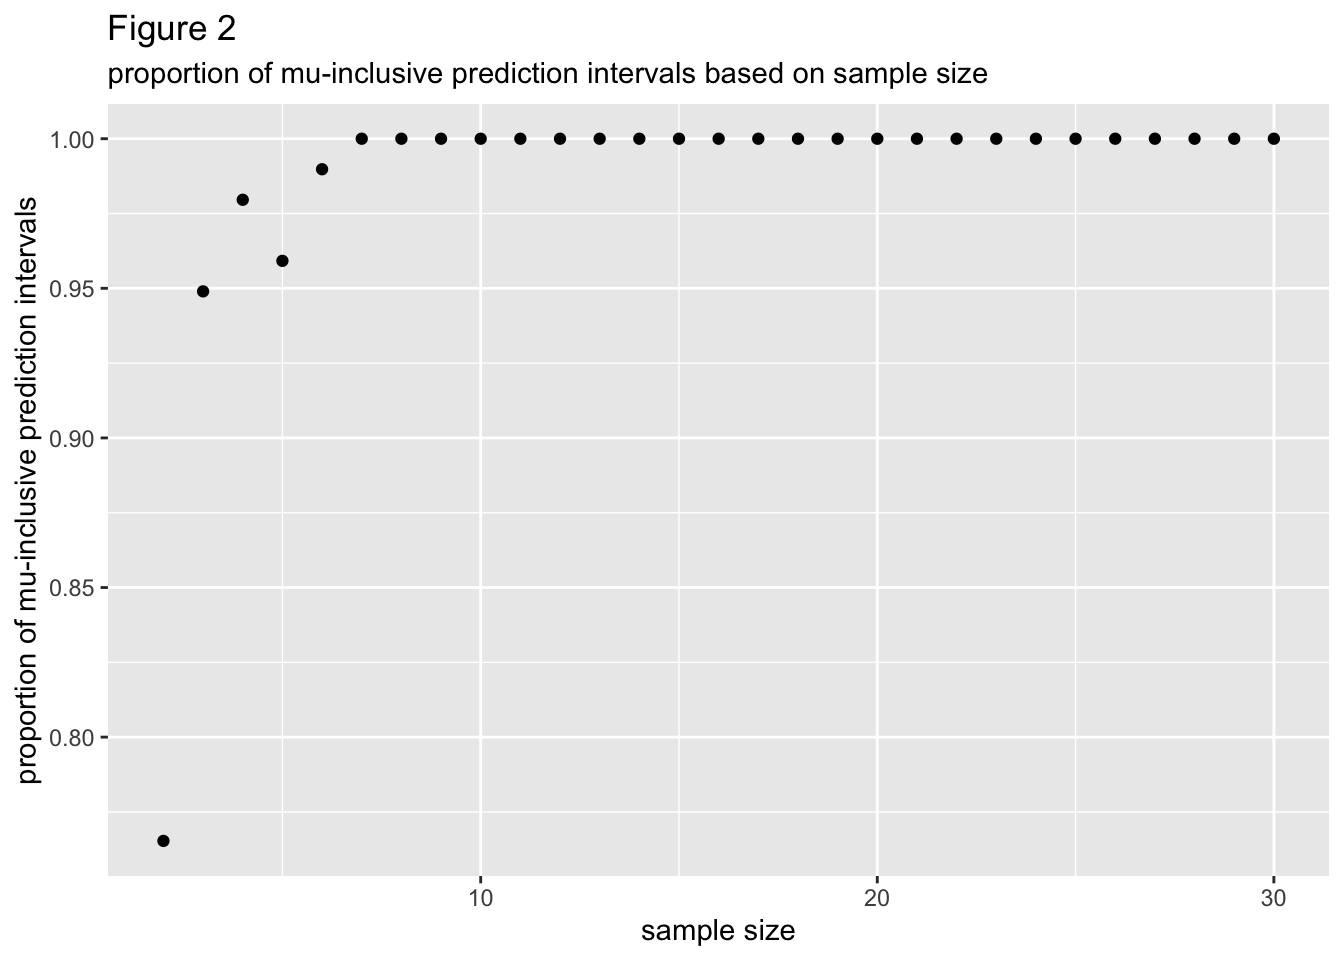 Figure 2
proportion of mu-inclusive prediction intervals based on sample size
proportion of mu-inclusive prediction intervals
1.00
0.95
0.90
0.85
0.80
10
20
30
sample size